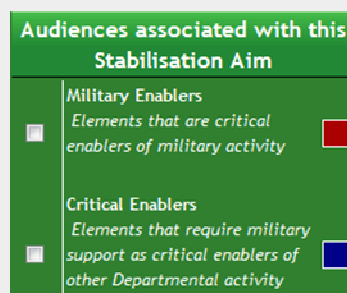 Audiences associated with this
Stabilisation Aim
Military Enablers
Elements that are critical
enablers of military activity
Critical Enablers
Elements that require military
support as critical enablers of
other Departmental activity